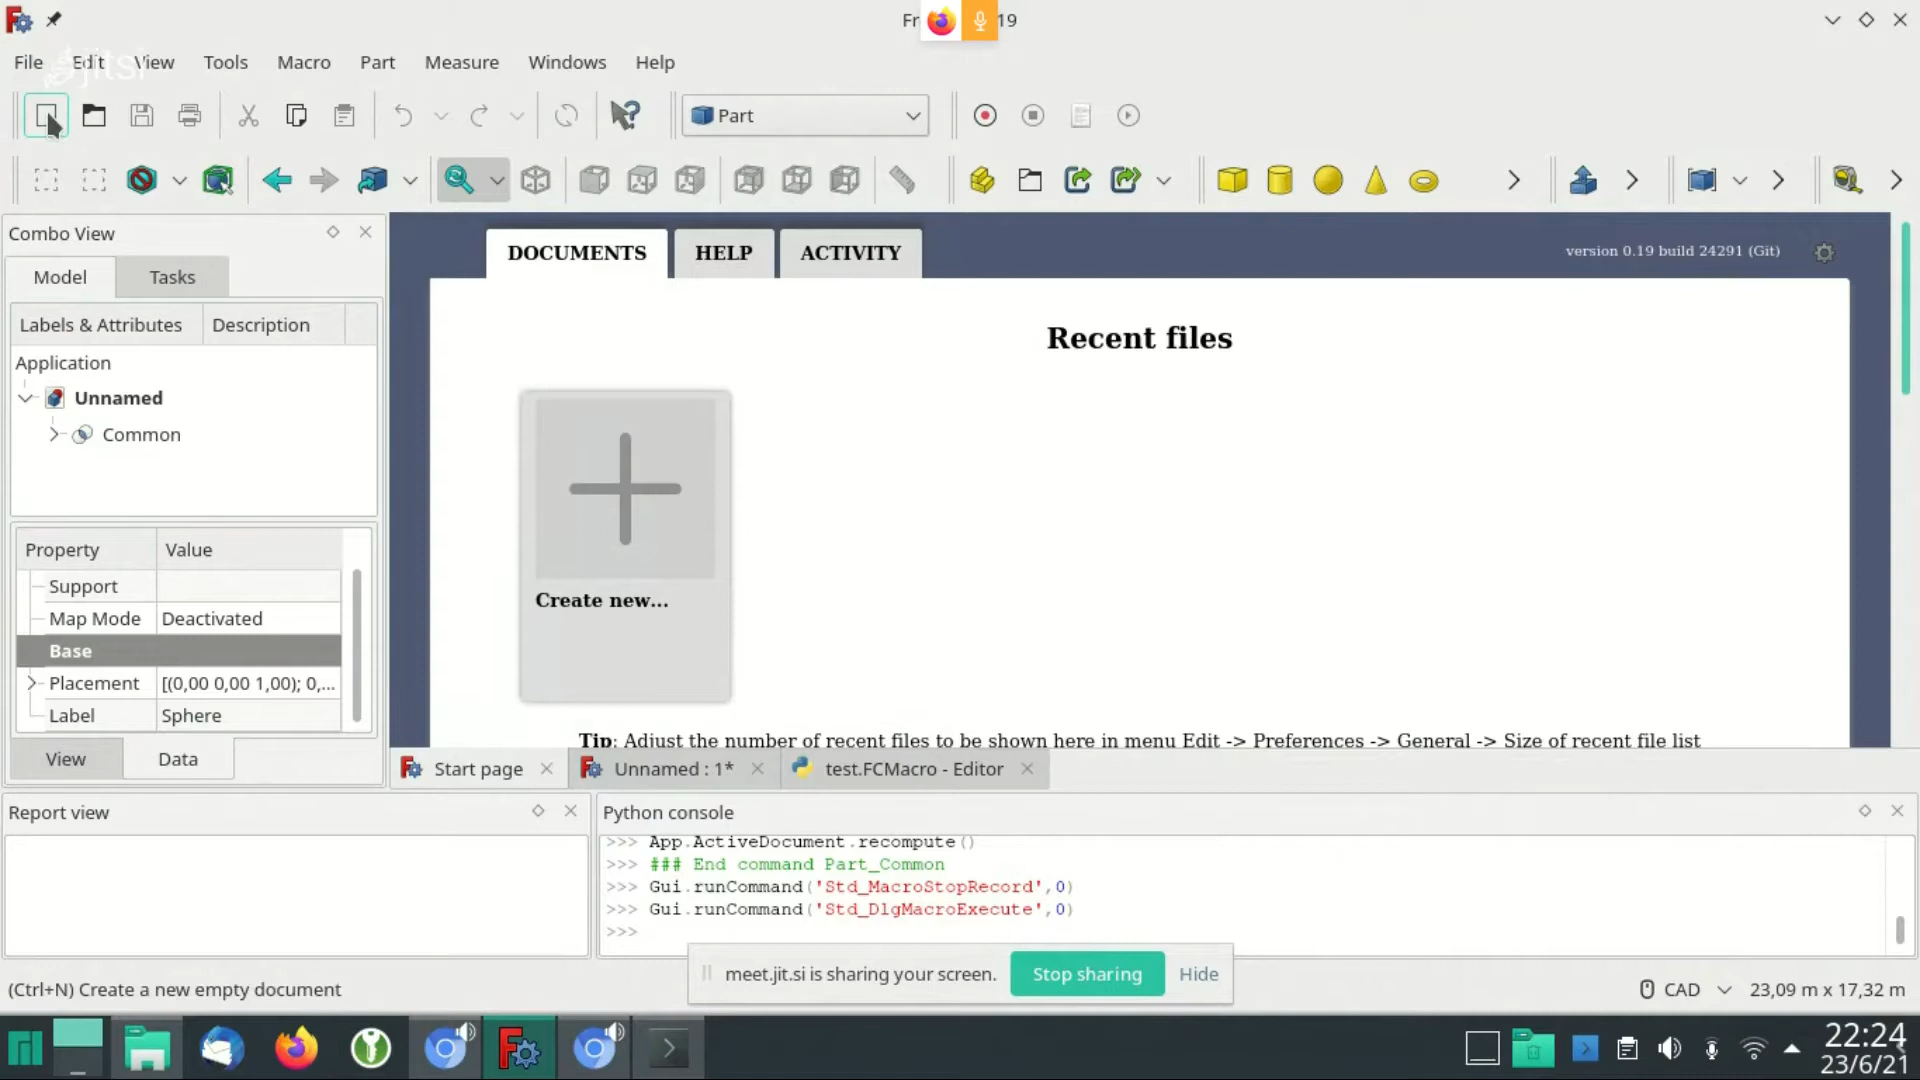 Fr
19
jitsi
File Edit View Tools Macro Part Measure Windows Help
Part
Combo View
Model Tasks
Labels & Attributes Description
Application
Unnamed
Common
Property Value
Support
Map Mode Deactivated
Base
Placement [(0,00 0,00 1,00); 0,...
Label Sphere
View Data
DOCUMENTS HELP ACTIVITY
version 0.19 build 24291 (Git)
Recent files
Create new...
Tip: Adjust the number of recent files to be shown here in menu Edit -> Preferences -> General -> Size of recent file list
Start page Unnamed : 1* test.FCMacro - Editor
Report view
Python console
>>> App.ActiveDocument.recompute()
>>> ### End command Part_Common
>>> Gui.runCommand('Std_MacroStopRecord',0)
>>> Gui.runCommand('Std_DlgMacroExecute',0)
>>>
meet.jit.si is sharing your screen. Stop sharing Hide
(Ctrl+N) Create a new empty document
CAD 23,09 m x 17,32 m
22:24
23/6/21